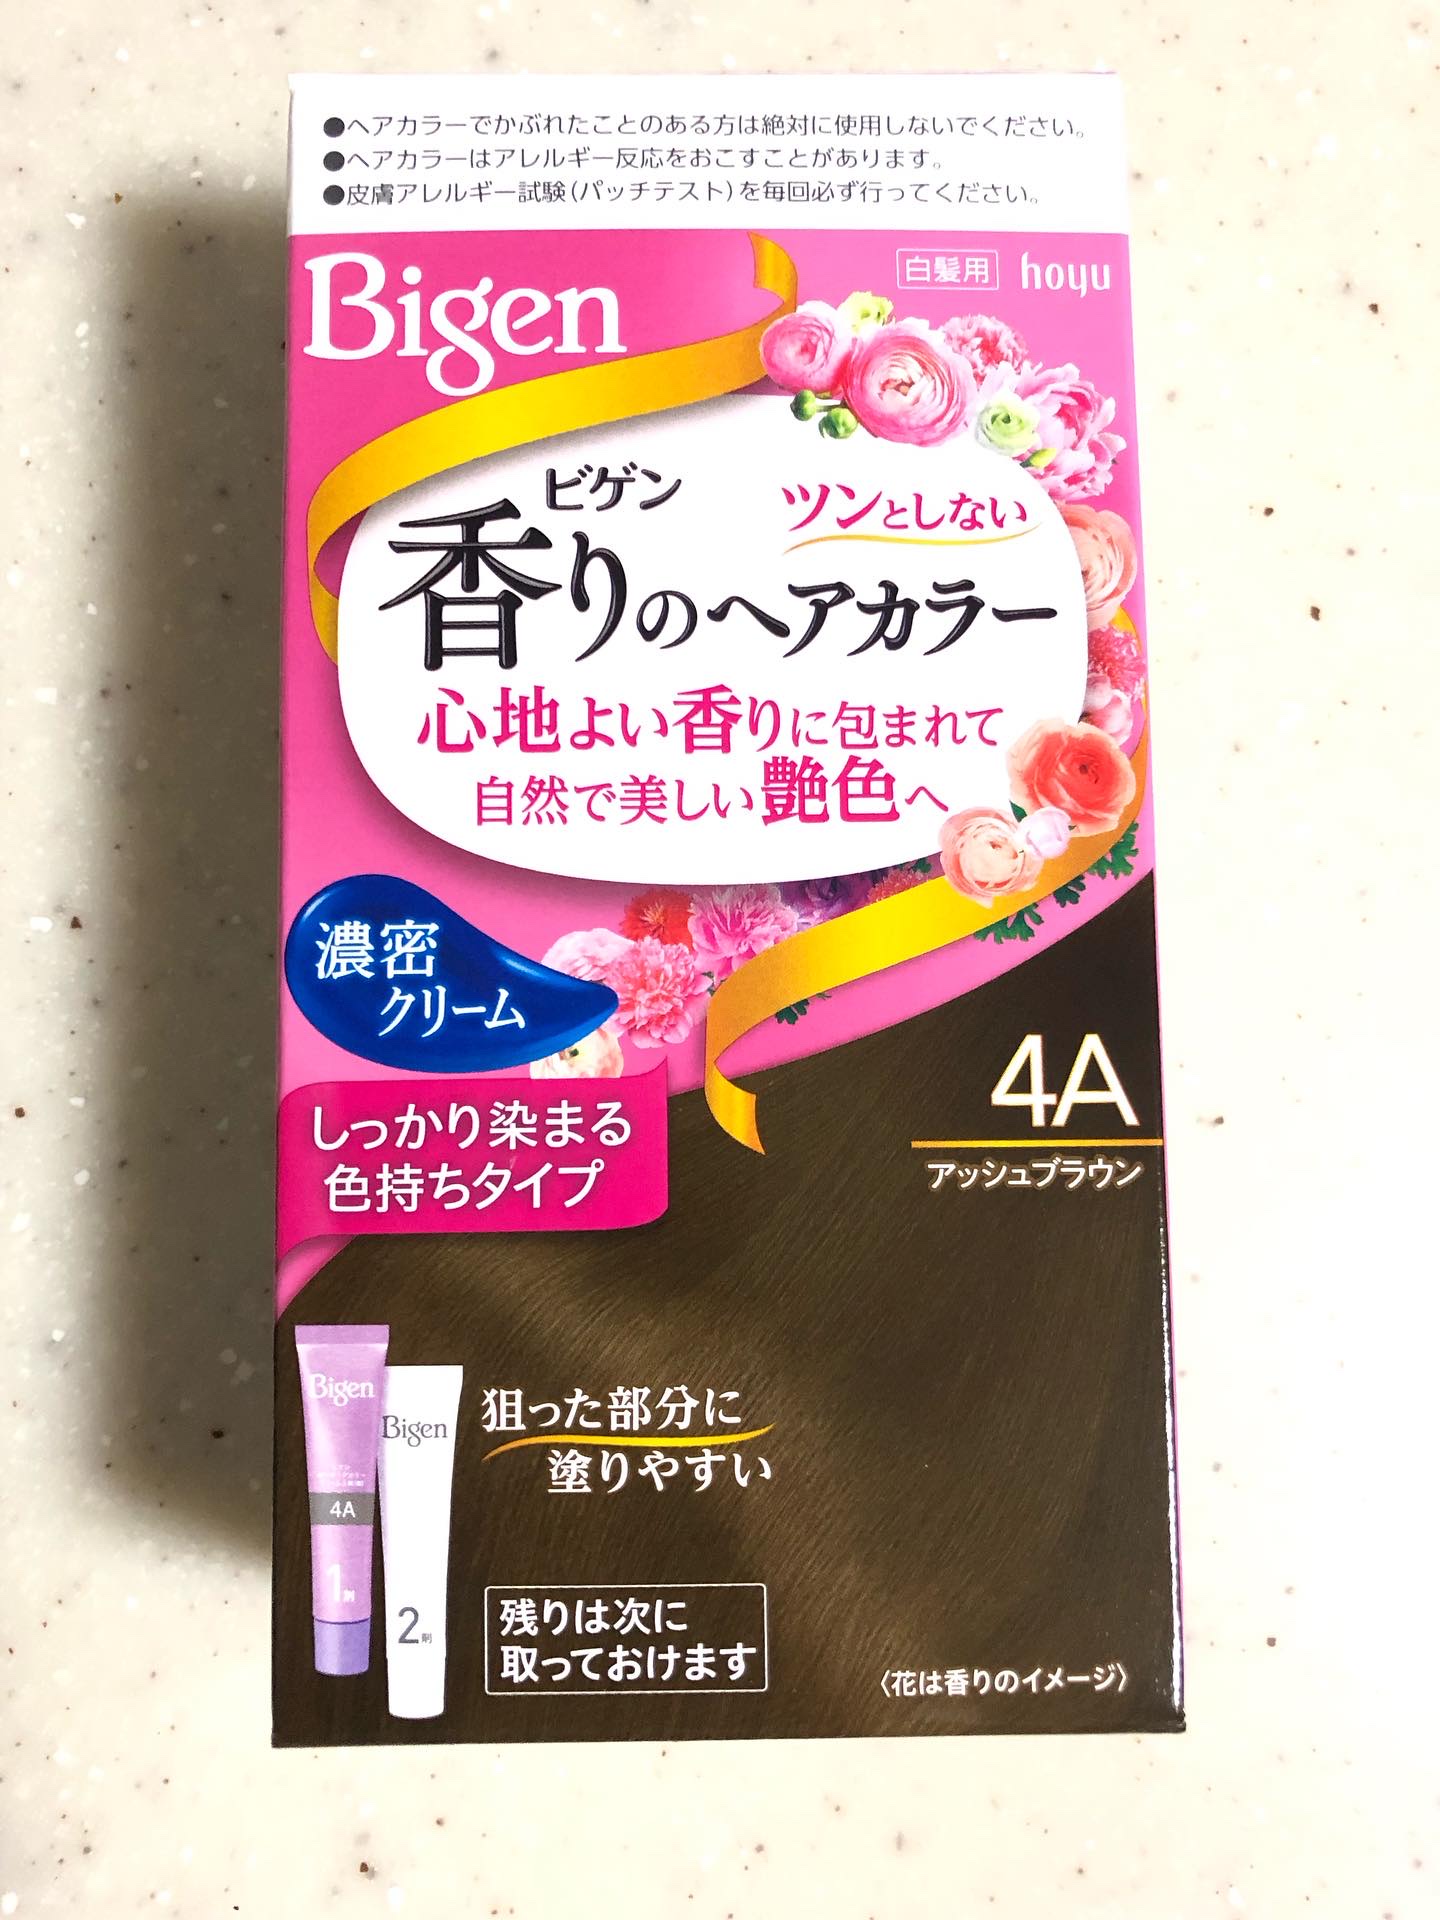 ●ヘアカラーでかぶれたことのある方は絶対に使用しないでください。
●ヘアカラーはアレルギー反応をおこすことがあります。
●皮膚アレルギー試験(パッチテスト)を毎回必ず行ってください。
Bigen
白髪用 hoyu
ビゲン
ツンとしない
香りのヘアカラー
心地よい香りに包まれて
自然で美しい艶色へ
濃密
クリーム
4A
アッシュブラウン
しっかり染まる
色持ちタイプ
Bigen
4A
1剤
Bigen
2剤
狙った部分に
塗りやすい
残りは次に
取っておけます
〈花は香りのイメージ〉